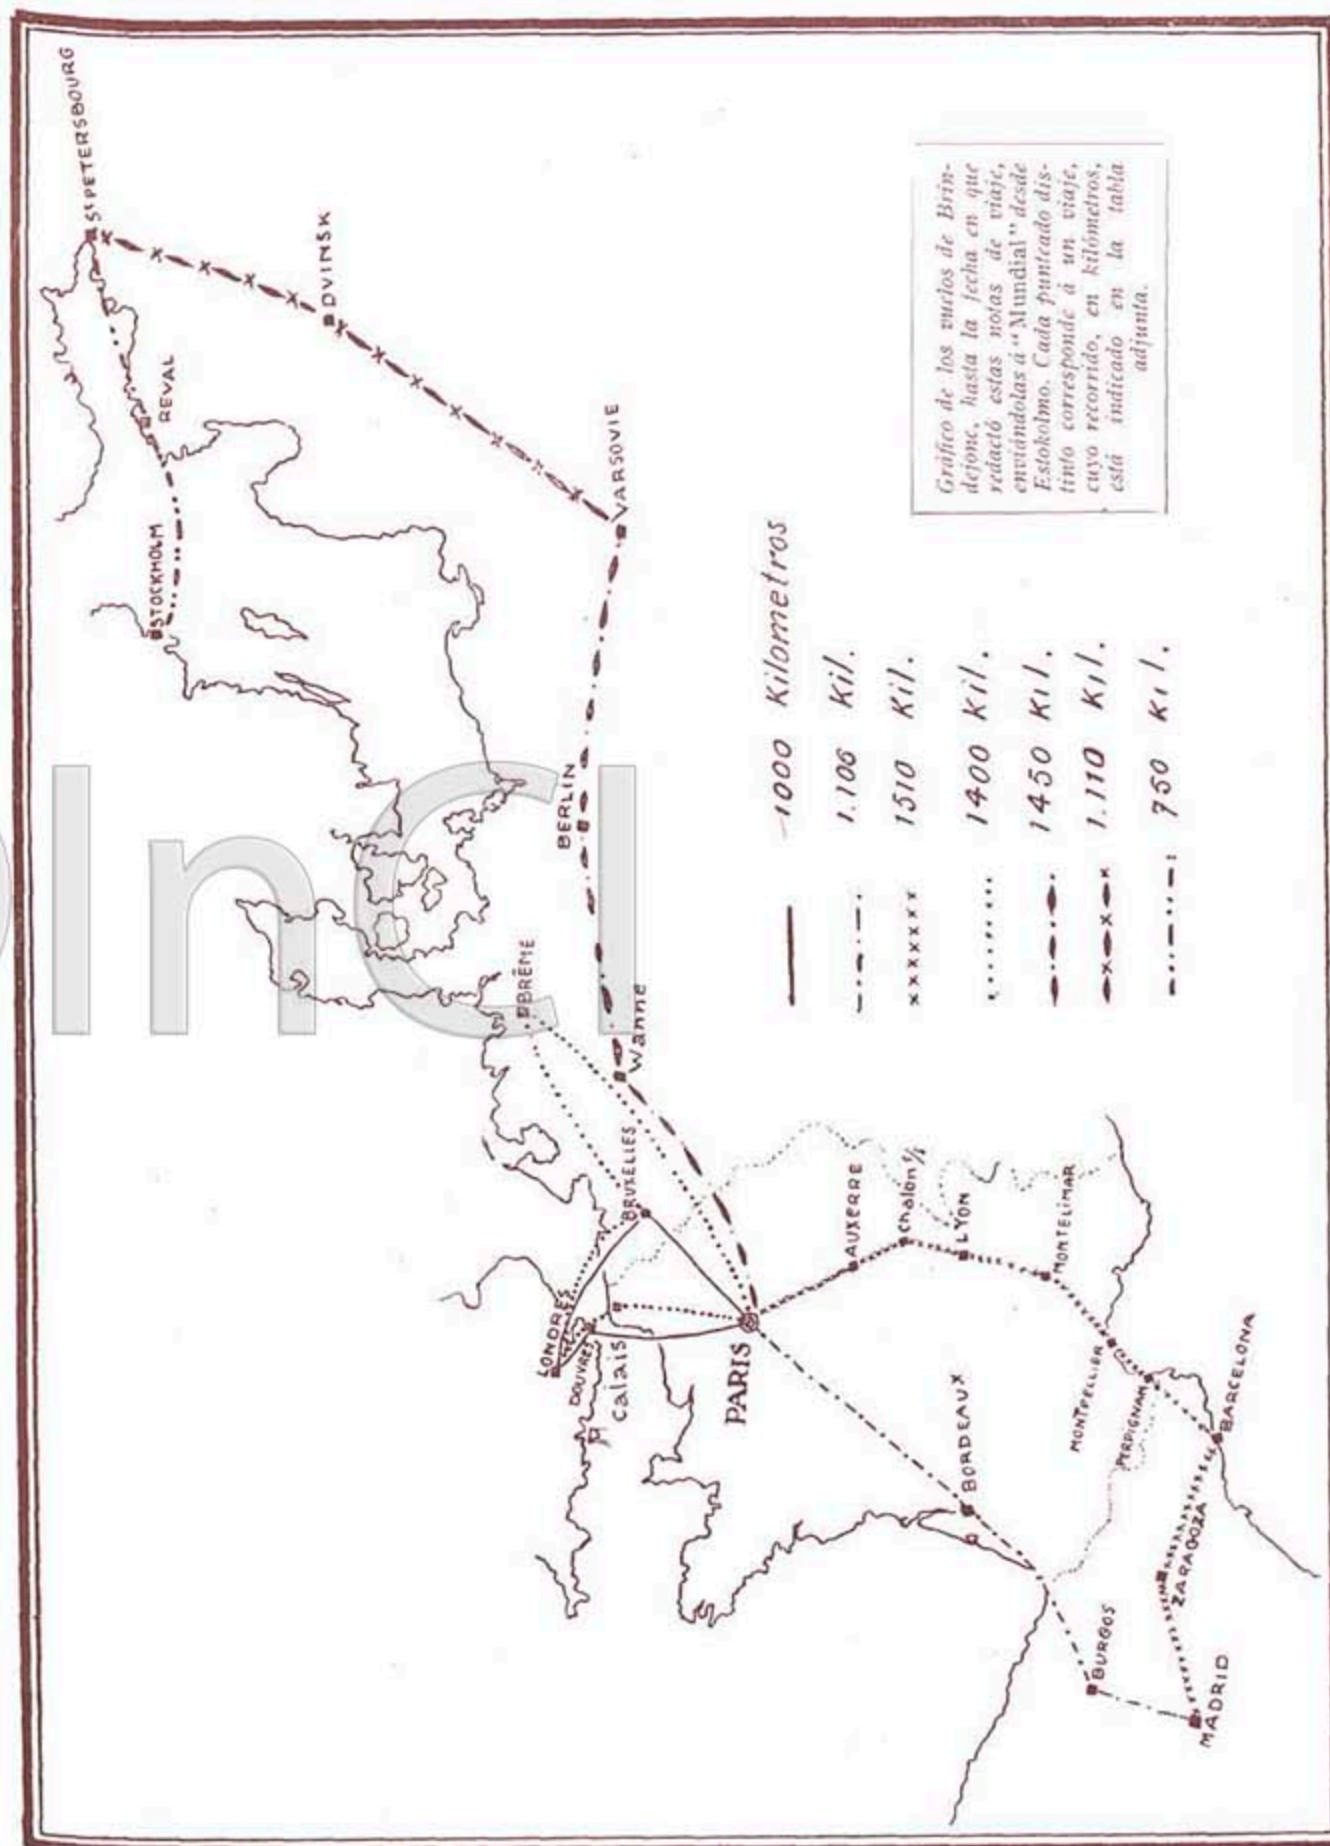 St PETERSBOURG
DVINSK
REVAL
STOCKHOLM
VARSOVIE
BERLIN
BRÊME
Wanne
BRUXELLES
LONDRES
DOUVRES
Calais
PARIS
AUXERRE
Chalon s/s
LYON
MONTELIMAR
MONTPELLIER
PERPIGNAM
BARCELONA
BORDEAUX
ZARAGOZA
BURGOS
MADRID
1000 Kilometros
1.106 Kil.
1510 Kil.
1400 Kil.
1450 Kil.
1.110 Kil.
750 Kil.
Gráfico de los vuelos de Brin-
dejonc, hasta la fecha en que
redactó estas notas de viaje,
enviándolas á "Mundial" desde
Estokolmo. Cada punteado dis-
tinto corresponde á un viaje,
cuyo recorrido, en kilómetros,
está indicado en la tabla
adjunta.
InCI